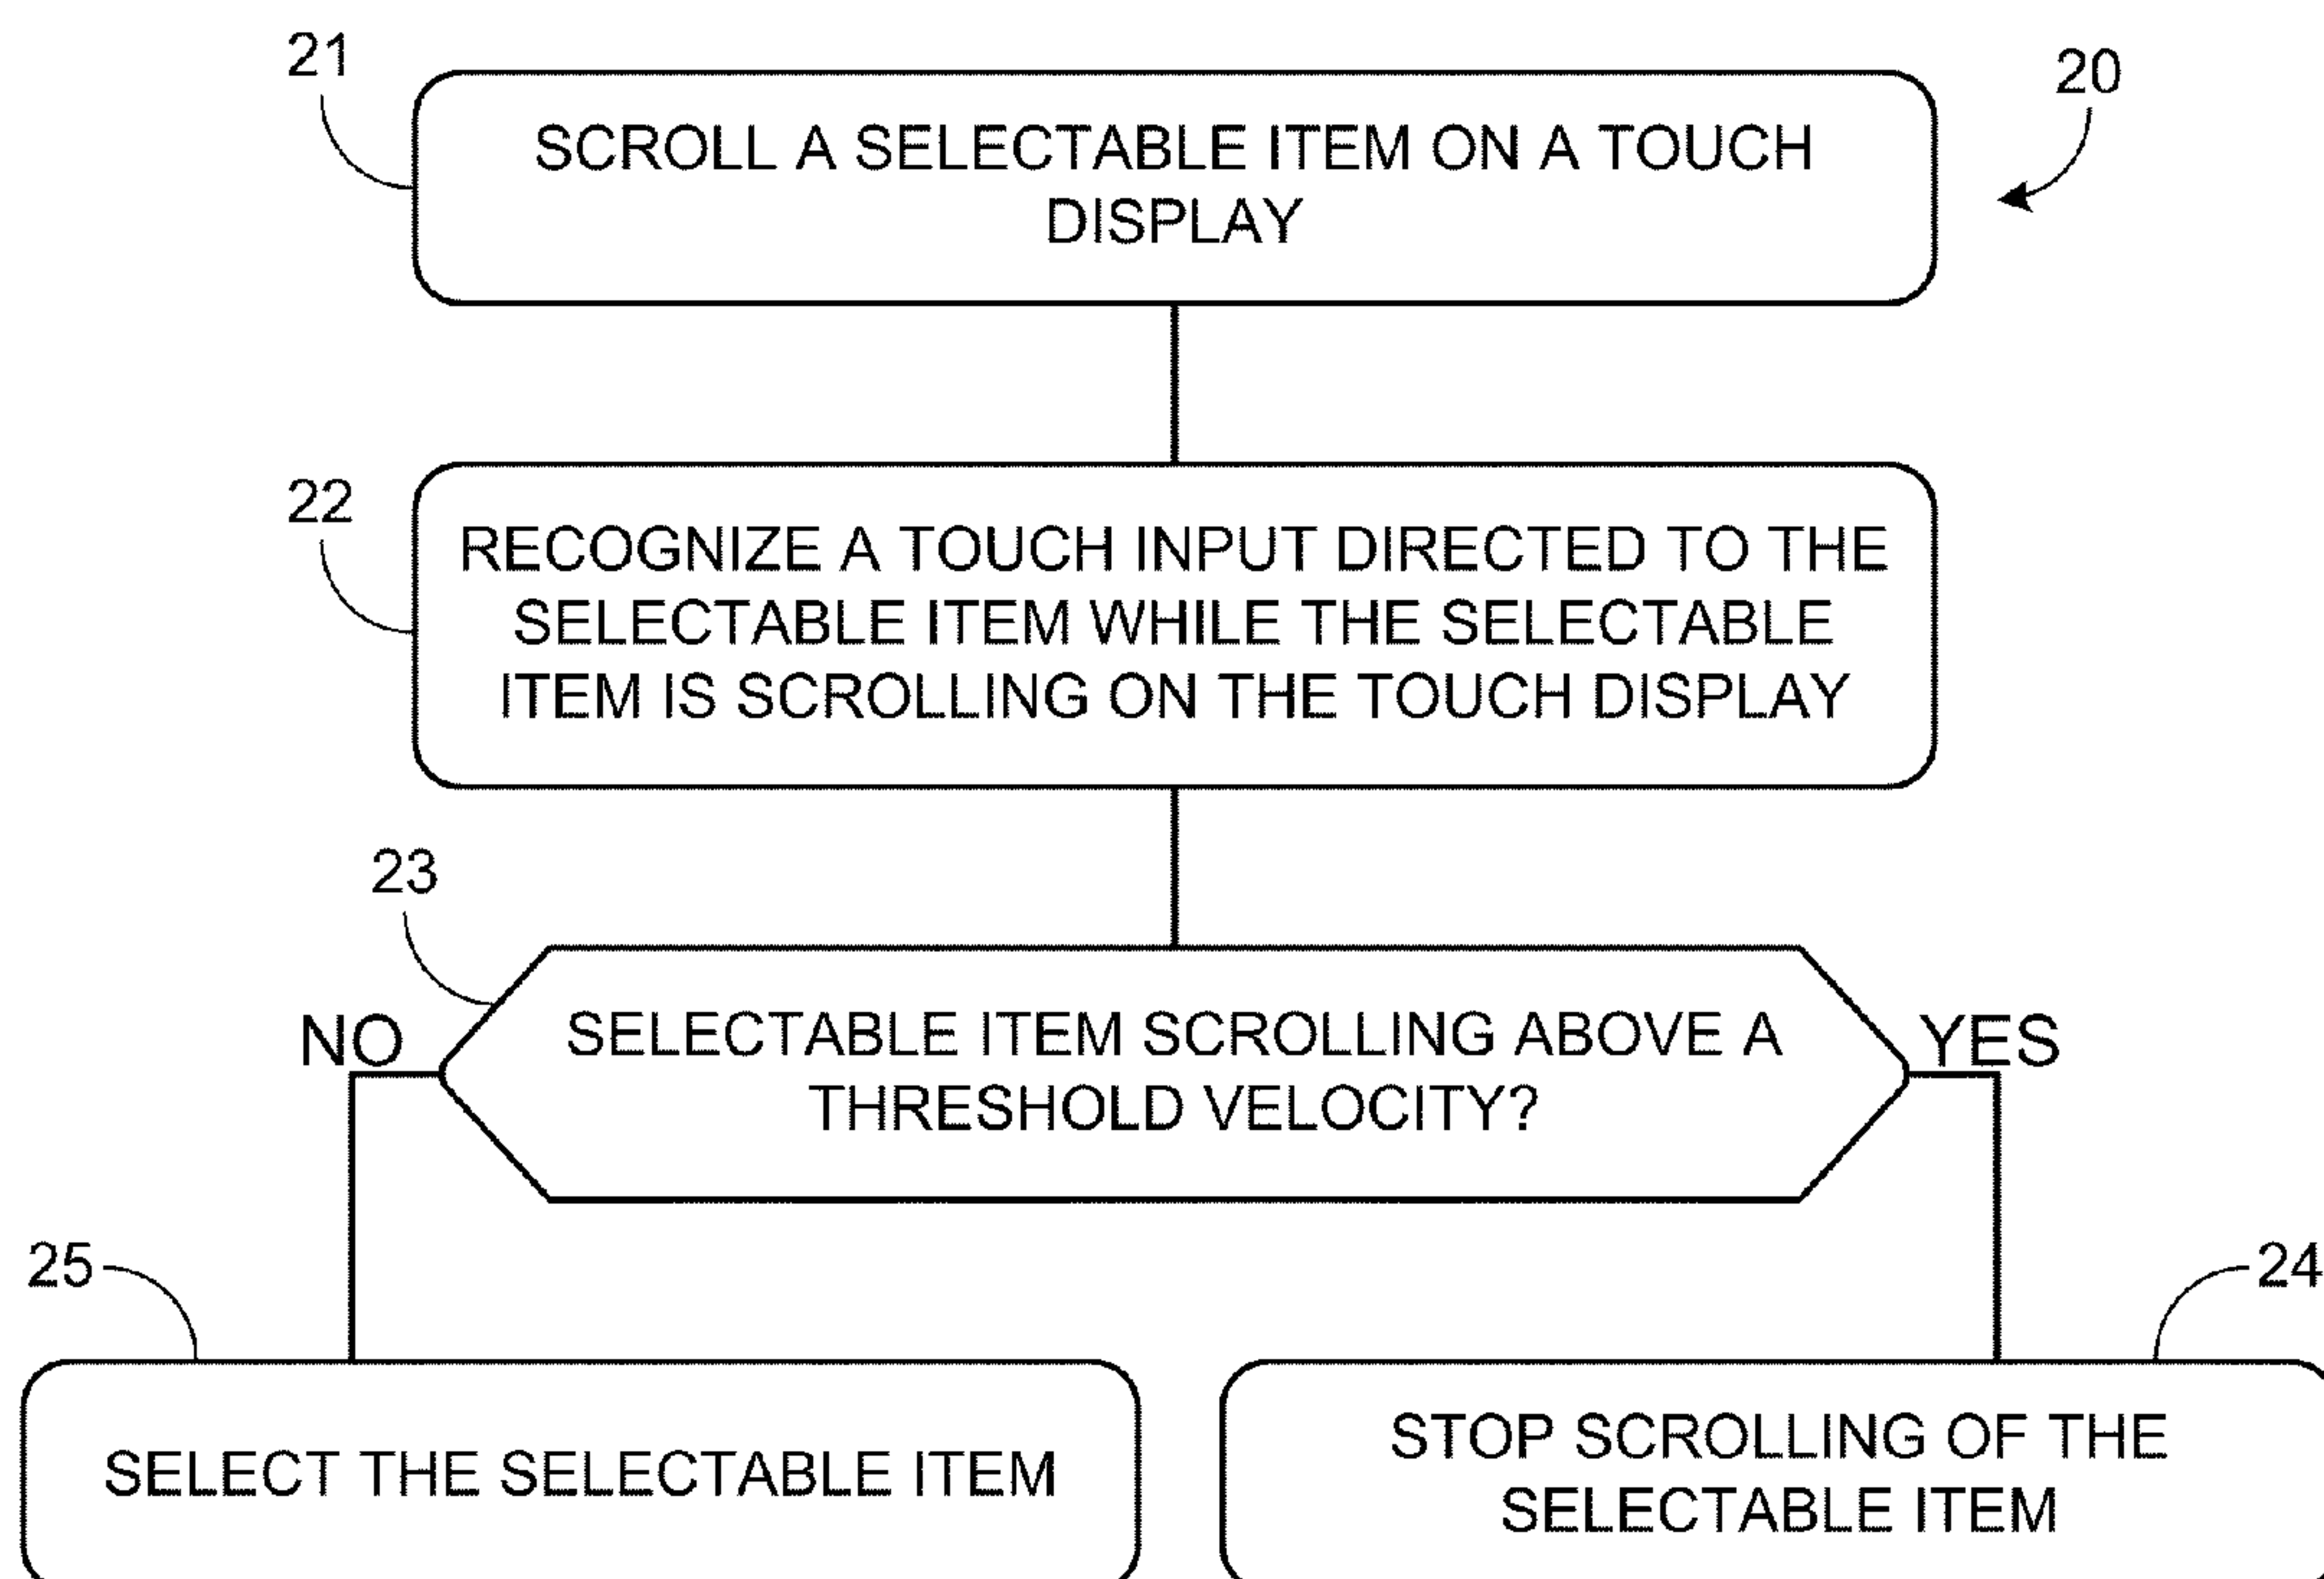 21
20
SCROLL A SELECTABLE ITEM ON A TOUCH
DISPLAY
22
RECOGNIZE A TOUCH INPUT DIRECTED TO THE
SELECTABLE ITEM WHILE THE SELECTABLE
ITEM IS SCROLLING ON THE TOUCH DISPLAY
23
NO
SELECTABLE ITEM SCROLLING ABOVE A
THRESHOLD VELOCITY?
YES
25
24
SELECT THE SELECTABLE ITEM
STOP SCROLLING OF THE
SELECTABLE ITEM